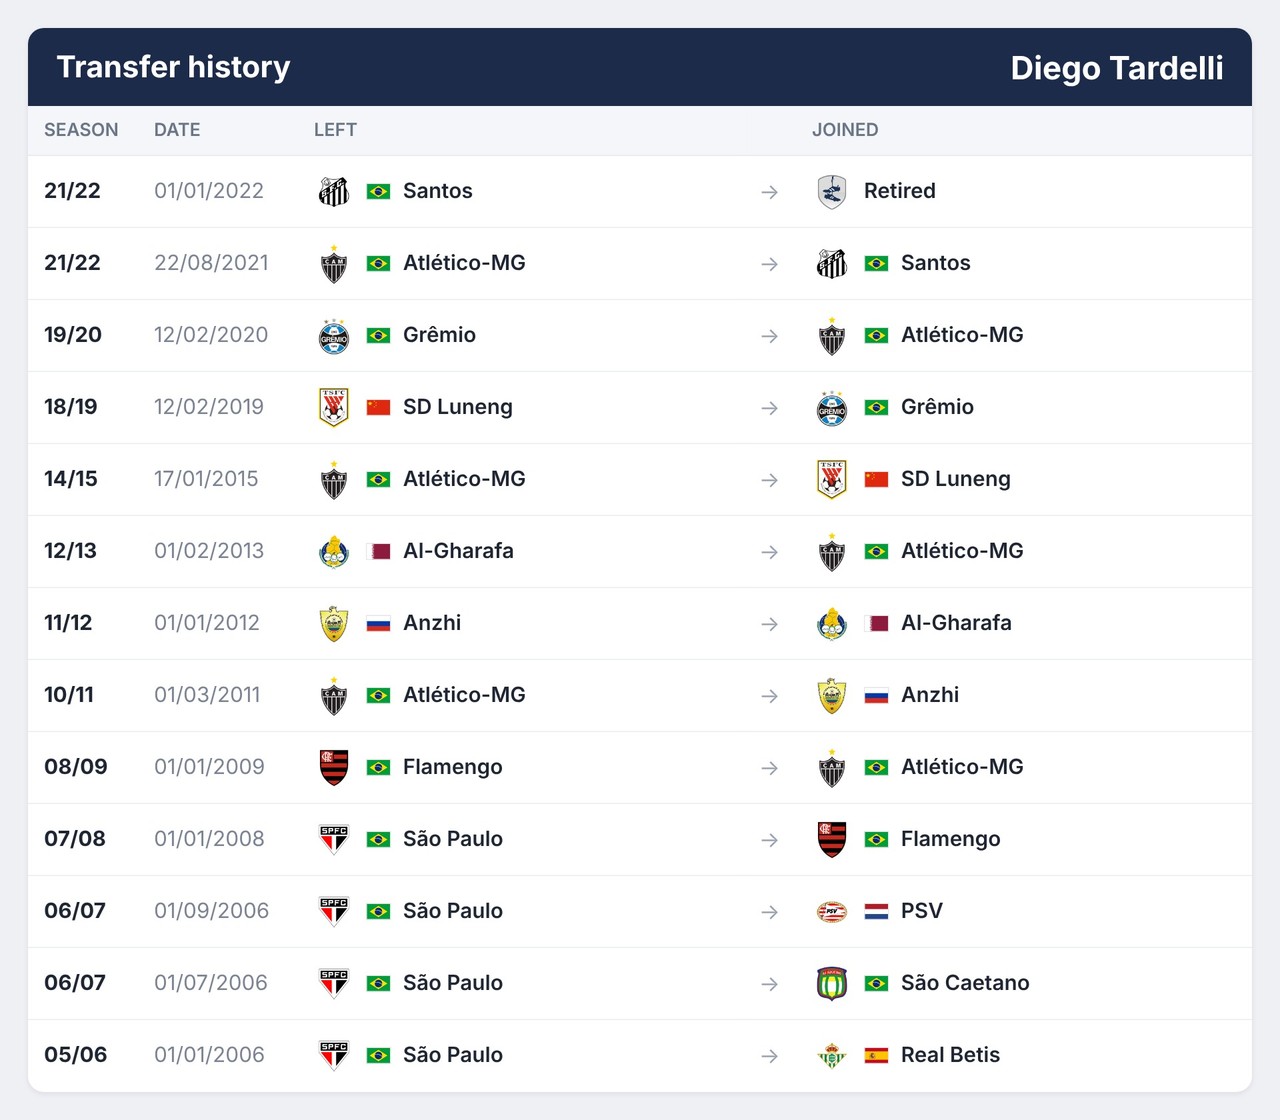 Transfer history Diego Tardelli
SEASON DATE LEFT JOINED
21/22 01/01/2022 Santos → Retired
21/22 22/08/2021 Atlético-MG → Santos
19/20 12/02/2020 Grêmio → Atlético-MG
18/19 12/02/2019 SD Luneng → Grêmio
14/15 17/01/2015 Atlético-MG → SD Luneng
12/13 01/02/2013 Al-Gharafa → Atlético-MG
11/12 01/01/2012 Anzhi → Al-Gharafa
10/11 01/03/2011 Atlético-MG → Anzhi
08/09 01/01/2009 Flamengo → Atlético-MG
07/08 01/01/2008 São Paulo → Flamengo
06/07 01/09/2006 São Paulo → PSV
06/07 01/07/2006 São Paulo → São Caetano
05/06 01/01/2006 São Paulo → Real Betis